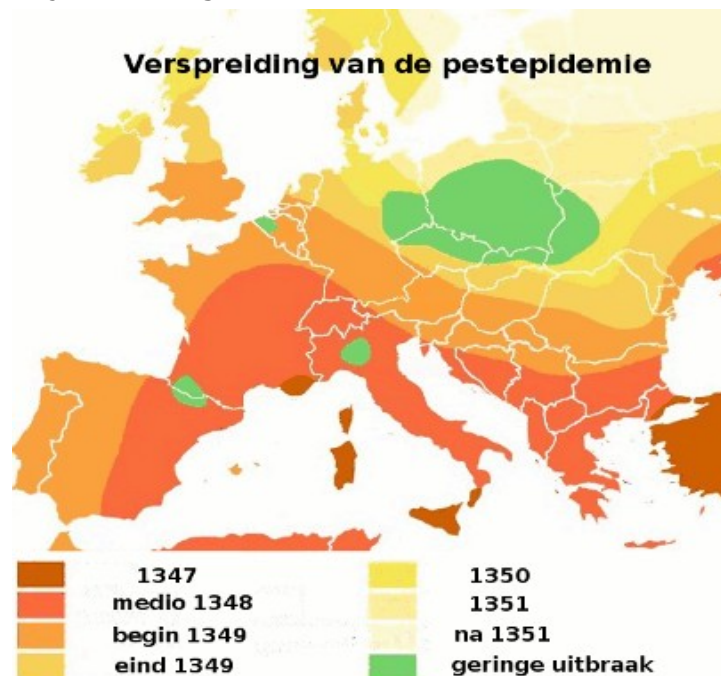 Verspreiding van de pestepidemie
1347
medio 1348
begin 1349
eind 1349
1350
1351
na 1351
geringe uitbraak